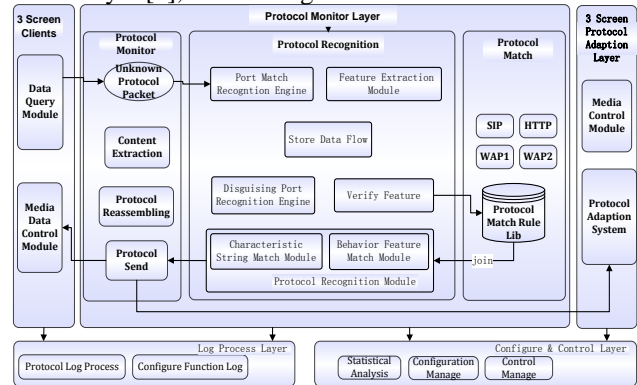 3 Screen
Clients
Data
Query
Module
Media
Data
Control
Module
Protocol Monitor Layer
Protocol
Monitor
Unknown
Protocol
Packet
Content
Extraction
Protocol
Reassembling
Protocol
Send
Protocol Recognition
Port Match
Recogntion Engine
Feature Extraction
Module
Store Data Flow
Disguising Port
Recognition Engine
Verify Feature
Characteristic
String Match Module
Behavior Feature
Match Module
Protocol Recognition Module
Protocol
Match
SIP
HTTP
WAP1
WAP2
Protocol
Match Rule
Lib
join
3 Screen
Protocol
Adaption
Layer
Media
Control
Module
Protocol
Adaption
System
Log Process Layer
Protocol Log Process
Configure Function Log
Configure & Control Layer
Statistical
Analysis
Configuration
Manage
Control
Manage